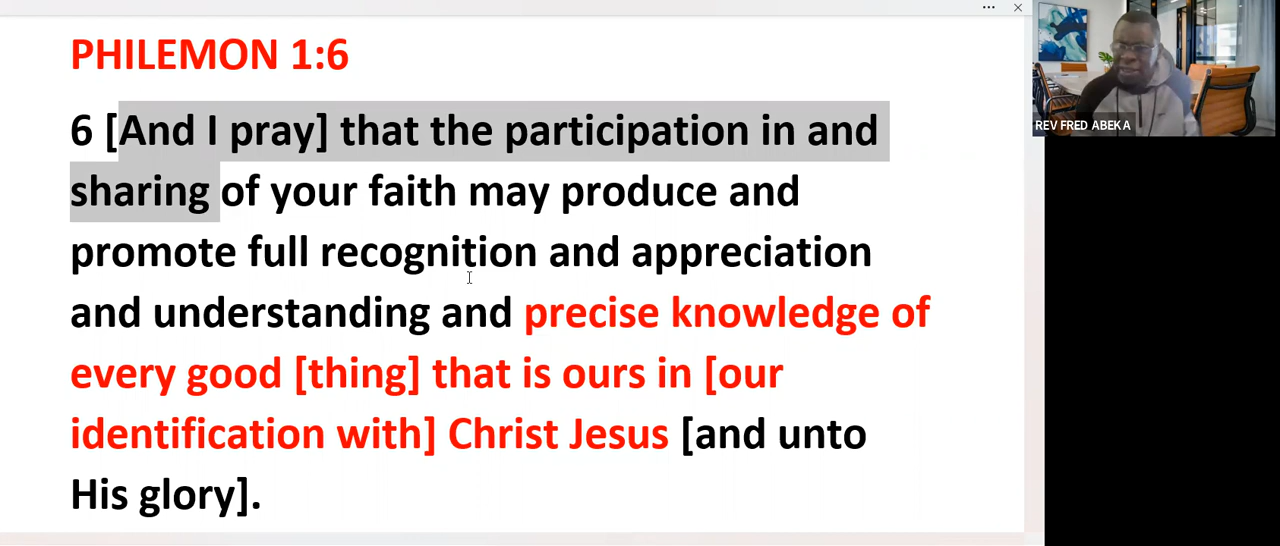 PHILEMON 1:6
6 [And I pray] that the participation in and
sharing of your faith may produce and
promote full recognition and appreciation
and understanding and precise knowledge of
every good [thing] that is ours in [our
identification with] Christ Jesus [and unto
His glory].
REV FRED ABEKA